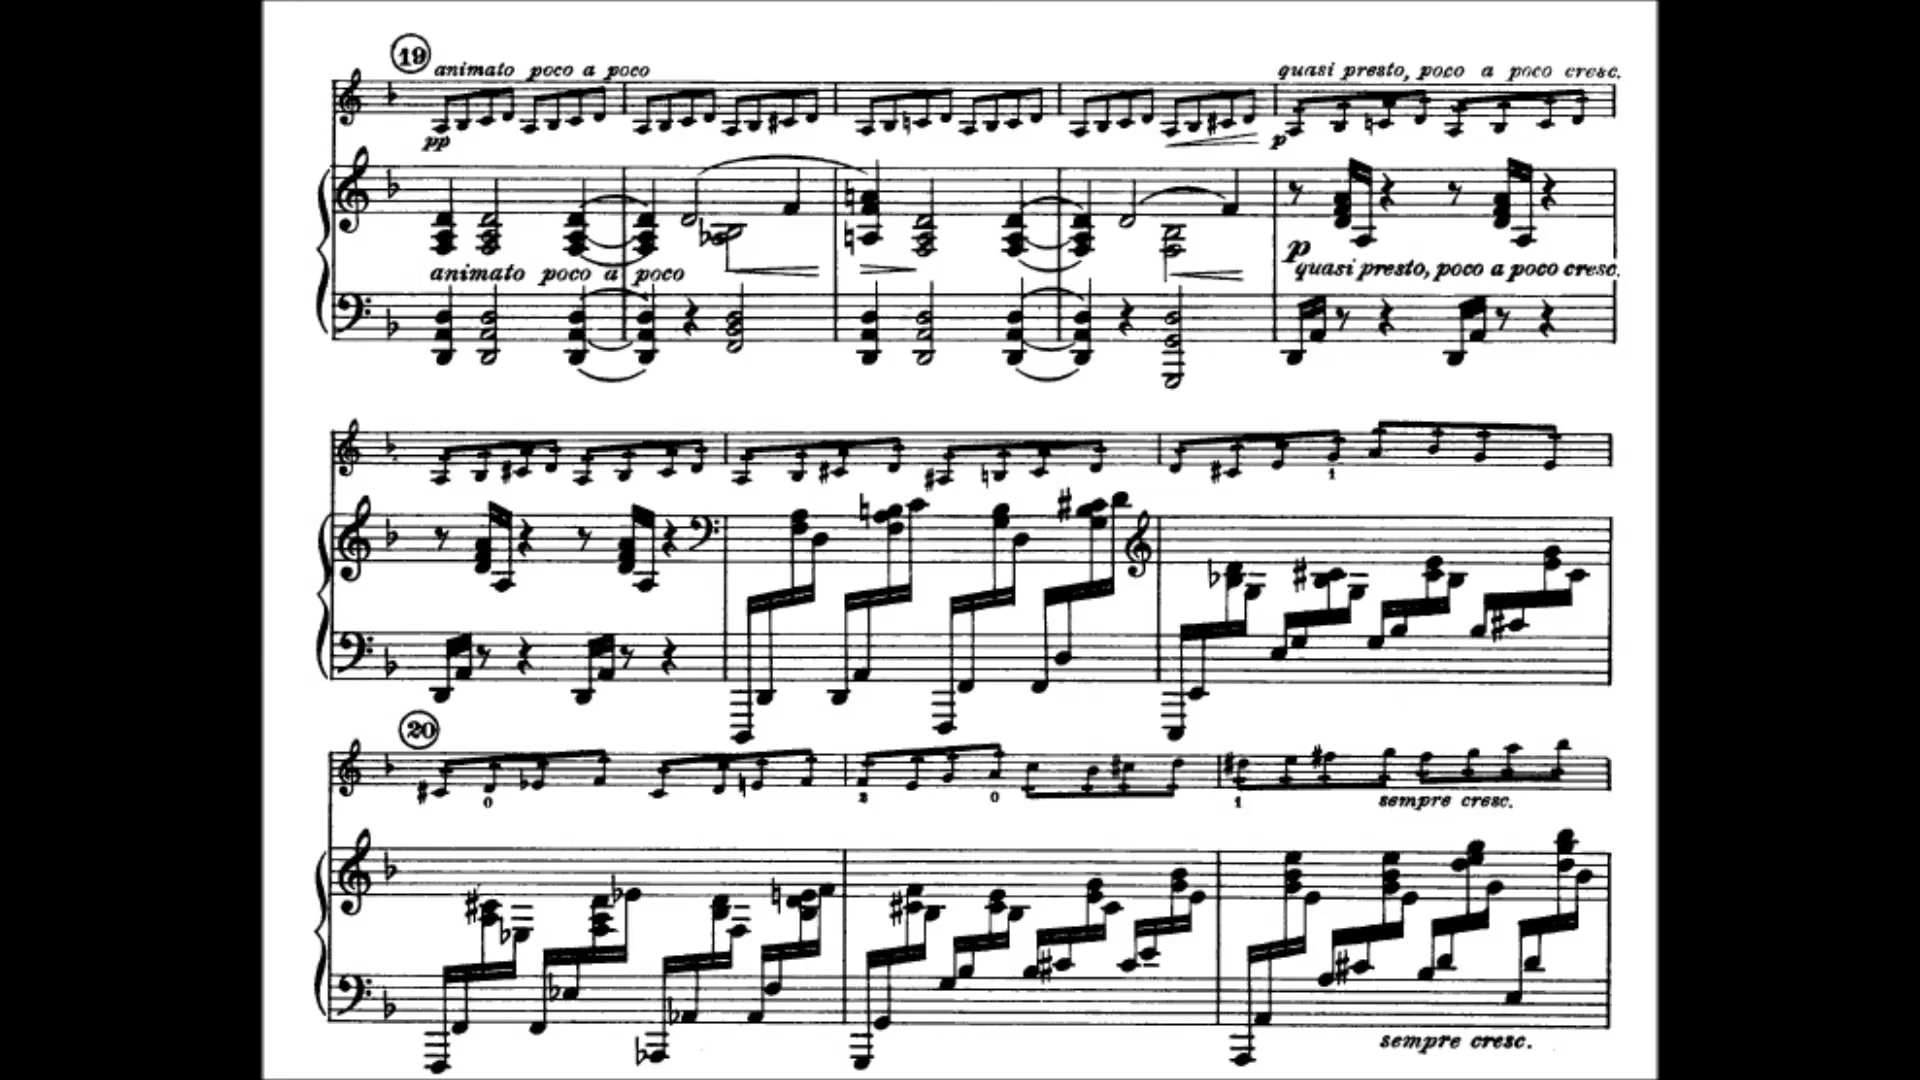 19
animato poco a poco
quasi presto, poco a poco cresc.
pp
p
p
animato poco a poco
quasi presto, poco a poco cresc.
1
20
0
2
0
1
sempre cresc.
sempre cresc.